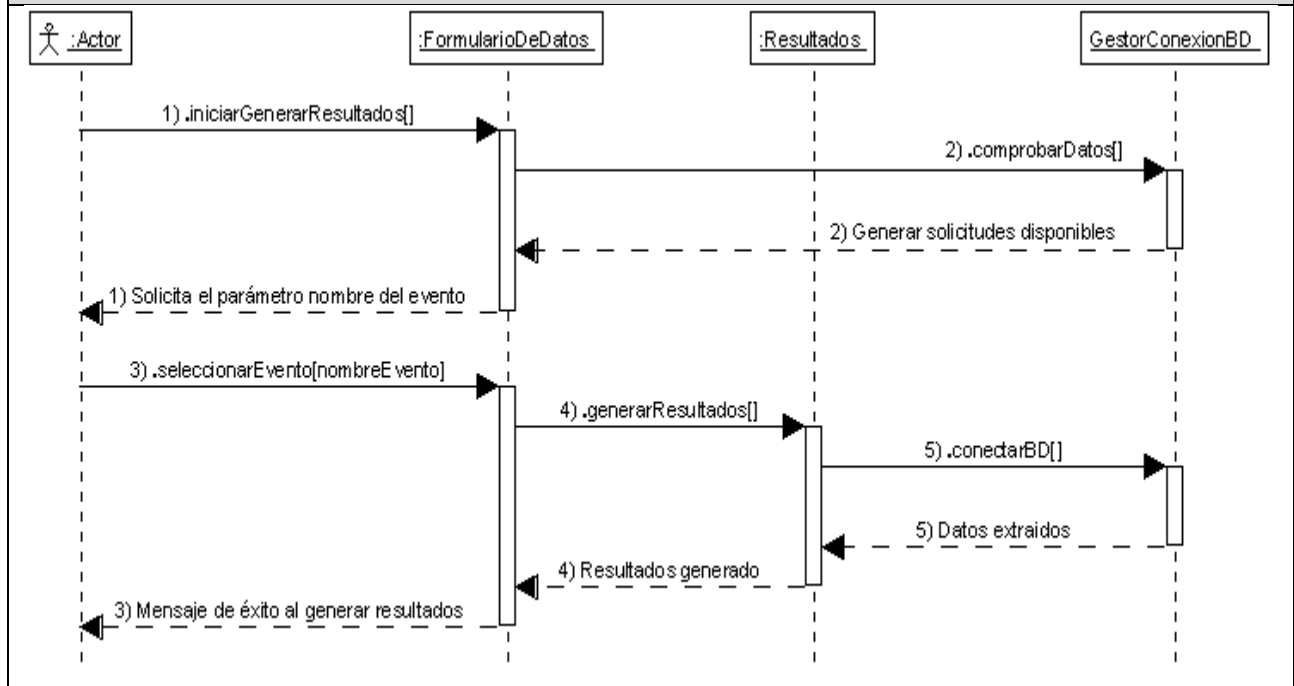 :Actor
:FormularioDeDatos
:Resultados
GestorConexionBD
1) .iniciarGenerarResultados[]
2) .comprobarDatos[]
2) Generar solicitudes disponibles
1) Solicita el parámetro nombre del evento
3) .seleccionarEvento[nombreEvento]
4) .generarResultados[]
5) .conectarBD[]
5) Datos extraidos
4) Resultados generado
3) Mensaje de éxito al generar resultados